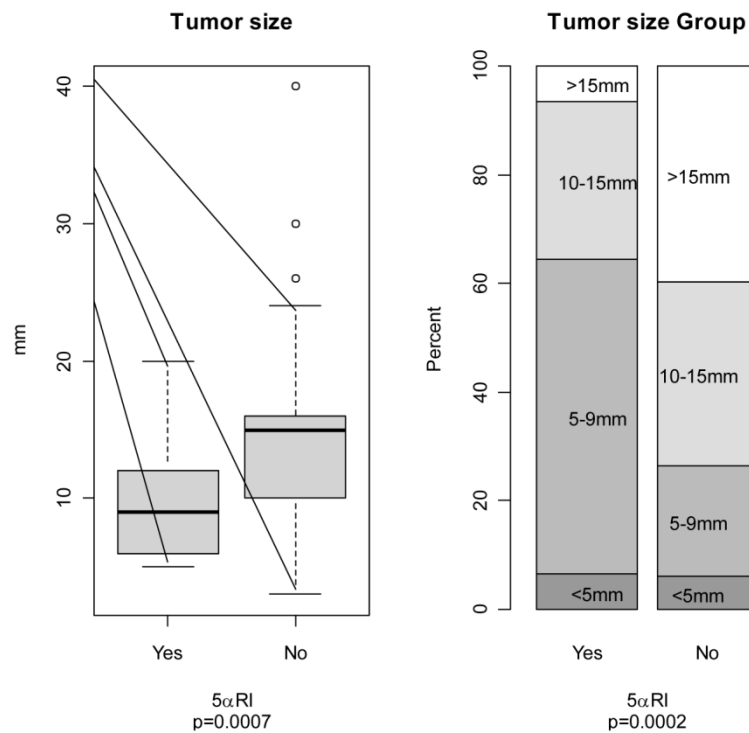 Tumor size
mm
40
30
20
10
Yes
No
5αRI
p=0.0007
Tumor size Group
Percent
100
80
60
40
20
0
>15mm
10-15mm
5-9mm
<5mm
>15mm
10-15mm
5-9mm
<5mm
Yes
No
5αRI
p=0.0002